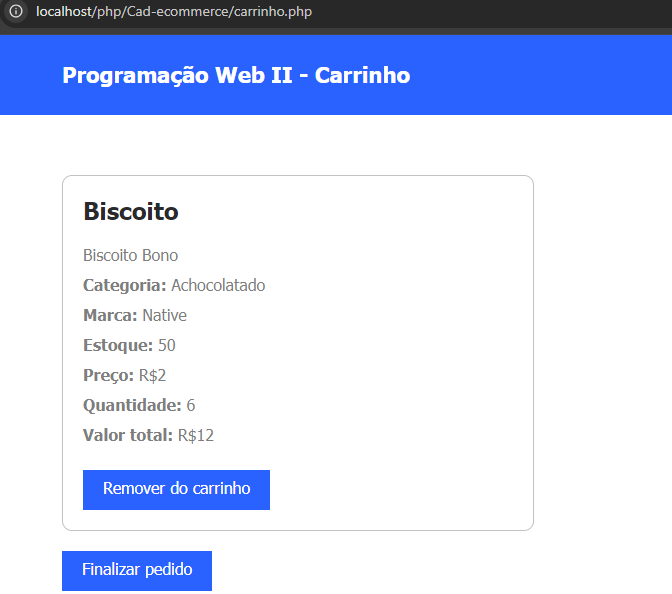 localhost/php/Cad-ecommerce/carrinho.php
Programação Web II - Carrinho
Biscoito
Biscoito Bono
Categoria: Achocolatado
Marca: Native
Estoque: 50
Preço: R$2
Quantidade: 6
Valor total: R$12
Remover do carrinho
Finalizar pedido